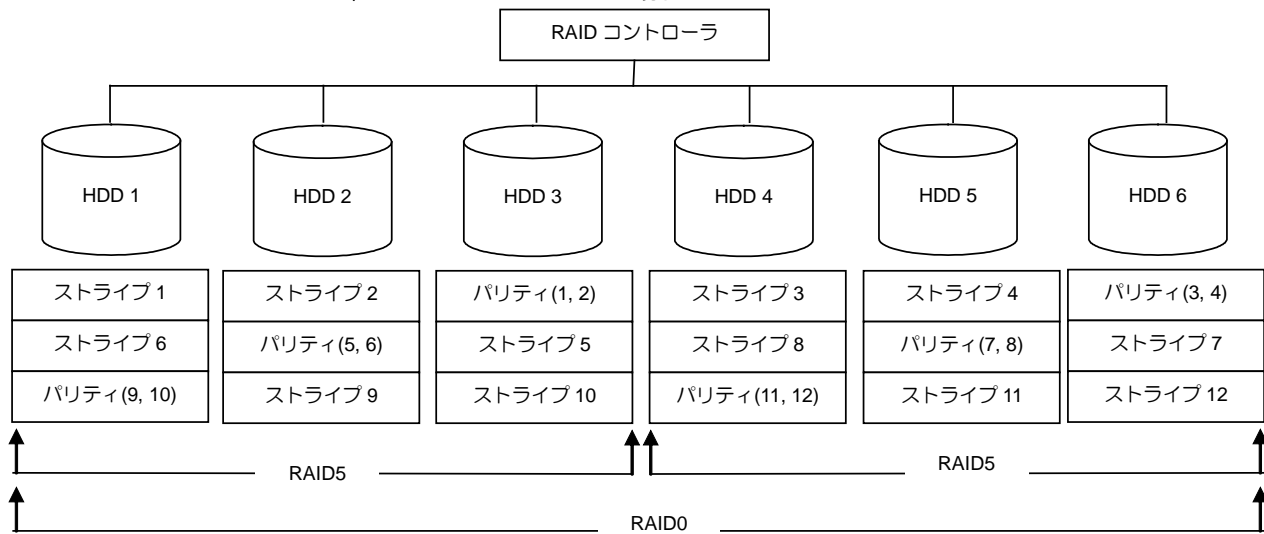 RAID コントローラ
HDD 1
HDD 2
HDD 3
HDD 4
HDD 5
HDD 6
ストライプ 1
ストライプ 2
パリティ(1, 2)
ストライプ 3
ストライプ 4
パリティ(3, 4)
ストライプ 6
パリティ(5, 6)
ストライプ 5
ストライプ 8
パリティ(7, 8)
ストライプ 7
パリティ(9, 10)
ストライプ 9
ストライプ 10
パリティ(11, 12)
ストライプ 11
ストライプ 12
RAID5
RAID5
RAID0